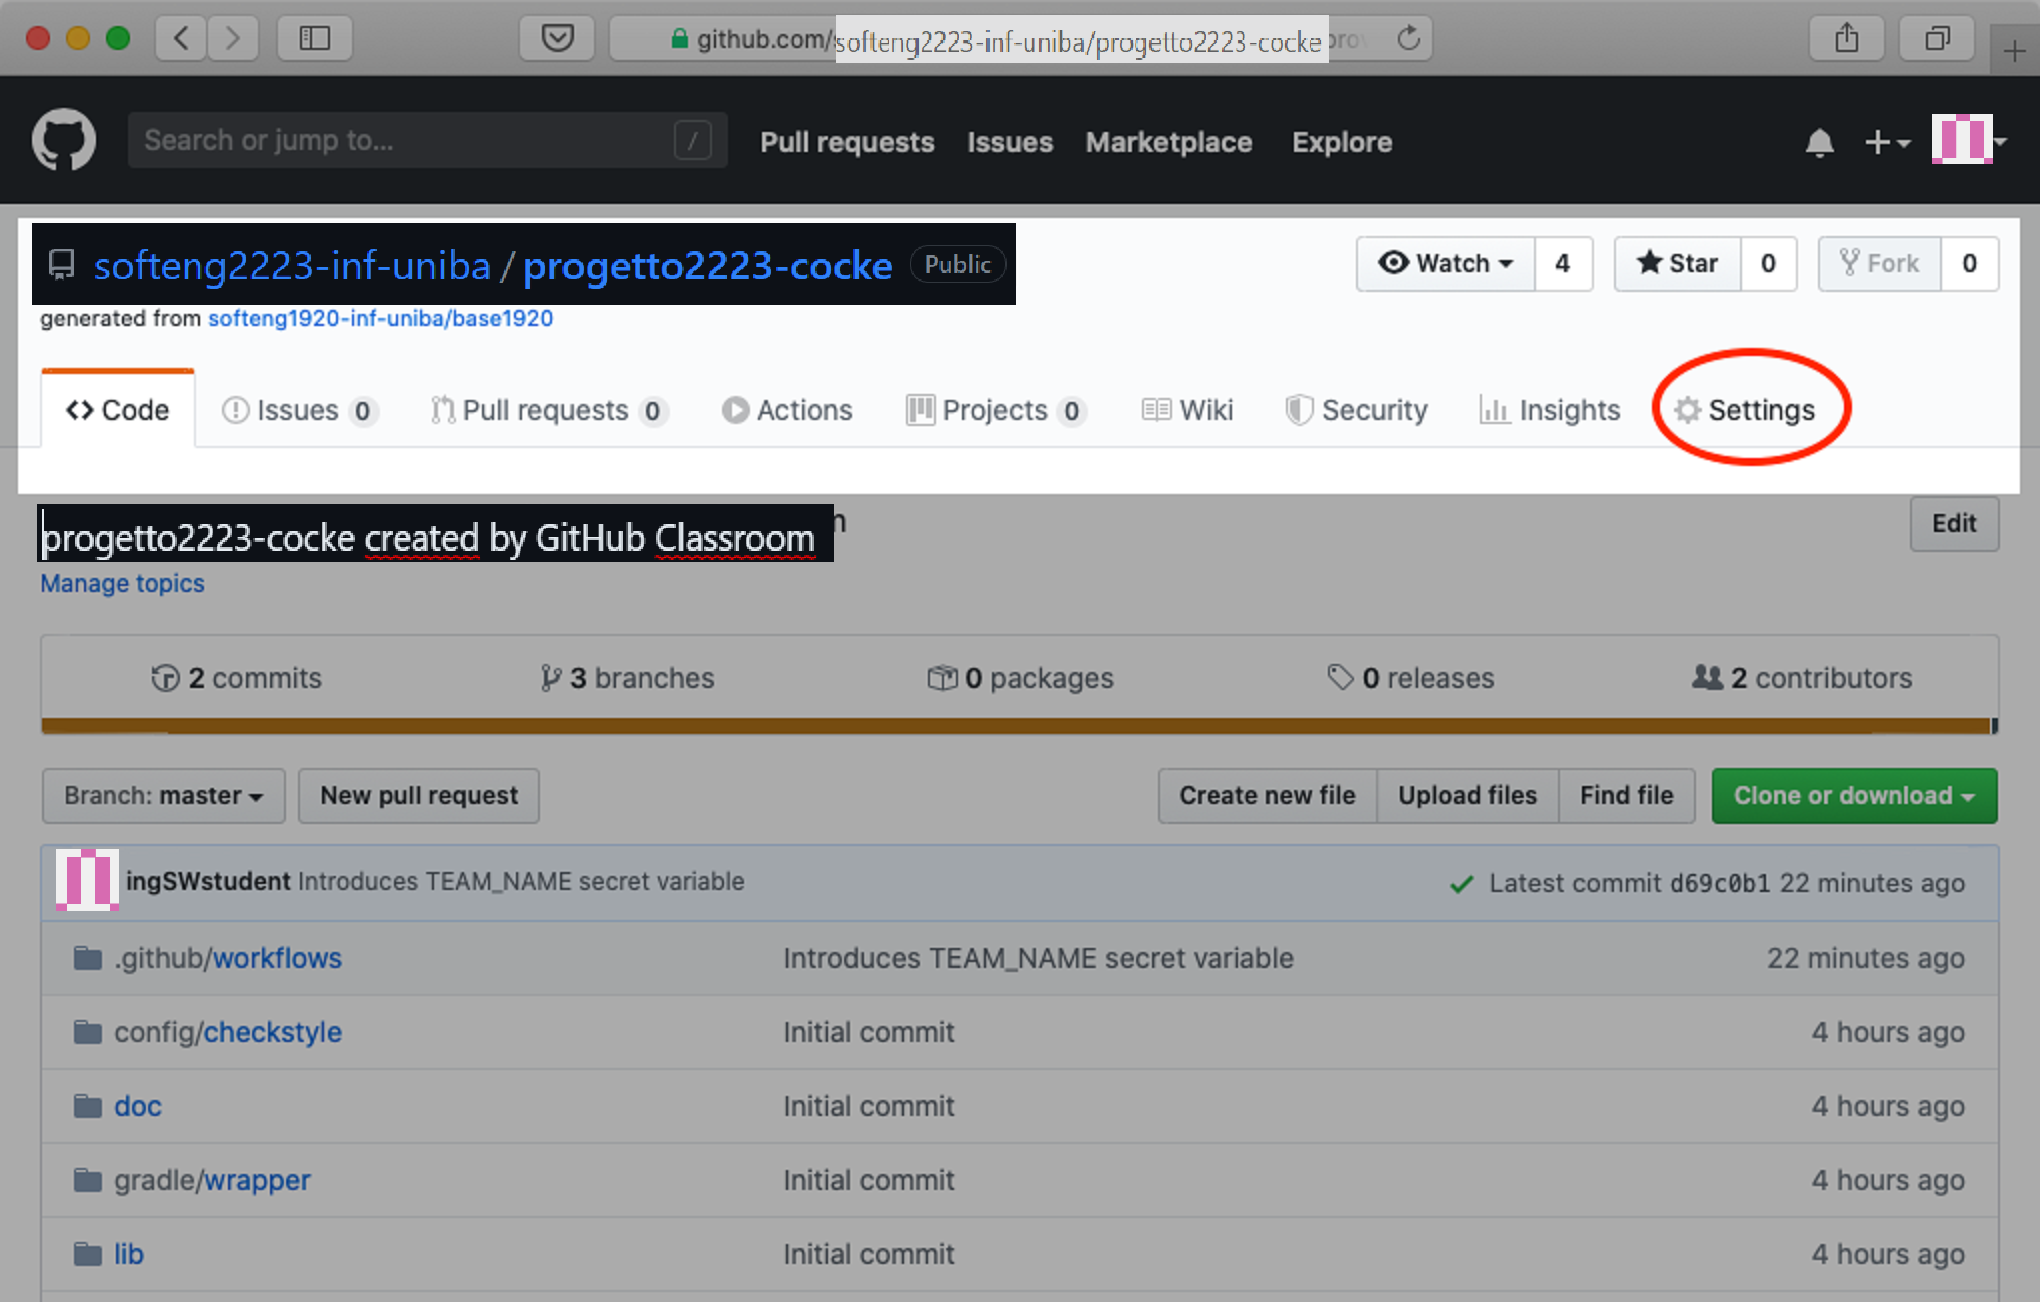 github.com/softeng2223-inf-uniba/progetto2223-cocke
Search or jump to... / Pull requests Issues Marketplace Explore
softeng2223-inf-uniba / progetto2223-cocke Public Watch 4 Star 0 Fork 0
generated from softeng1920-inf-uniba/base1920
Code Issues 0 Pull requests 0 Actions Projects 0 Wiki Security Insights Settings
progetto2223-cocke created by GitHub Classroom Edit
Manage topics
2 commits 3 branches 0 packages 0 releases 2 contributors
Branch: master New pull request Create new file Upload files Find file Clone or download
ingSWstudent Introduces TEAM_NAME secret variable Latest commit d69c0b1 22 minutes ago
.github/workflows Introduces TEAM_NAME secret variable 22 minutes ago
config/checkstyle Initial commit 4 hours ago
doc Initial commit 4 hours ago
gradle/wrapper Initial commit 4 hours ago
lib Initial commit 4 hours ago